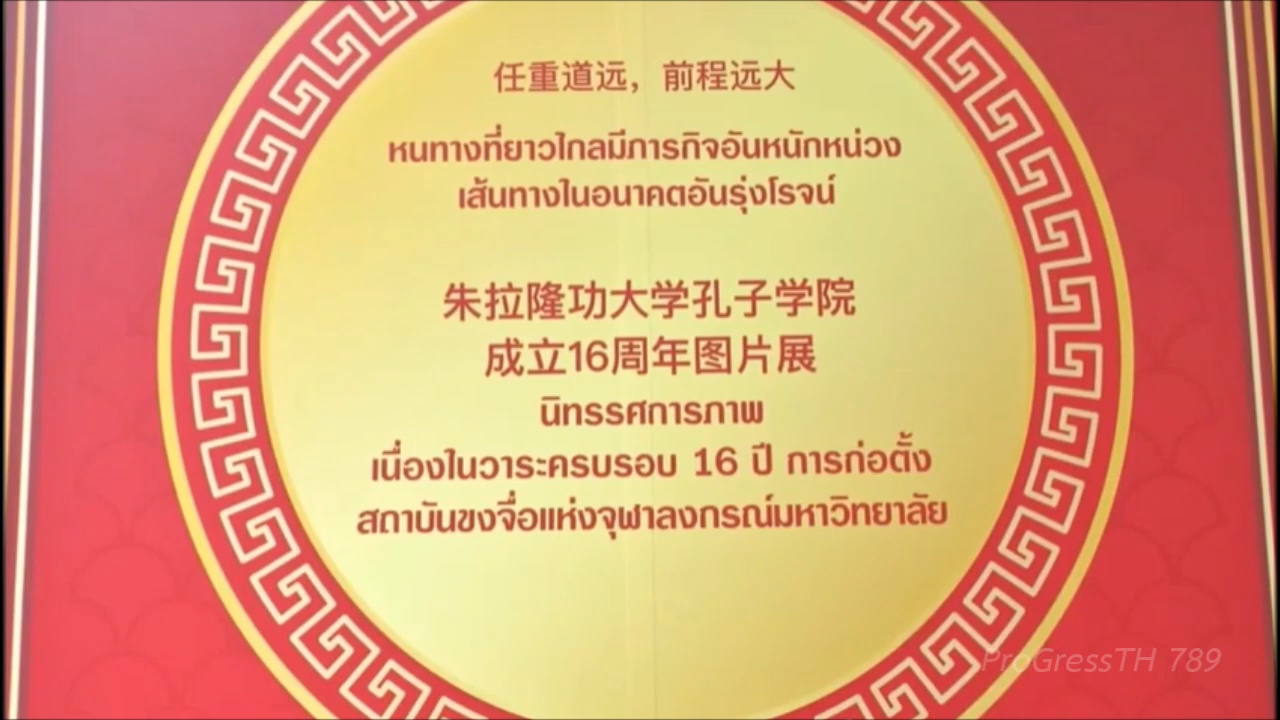 任重道远，前程远大
หนทางที่ยาวไกลมีภารกิจอันหนักหน่วง
เส้นทางในอนาคตอันรุ่งโรจน์
朱拉隆功大学孔子学院
成立16周年图片展
นิทรรศการภาพ
เนื่องในวาระครบรอบ 16 ปี การก่อตั้ง
สถาบันขงจื่อแห่งจุฬาลงกรณ์มหาวิทยาลัย
ProGressTH 789